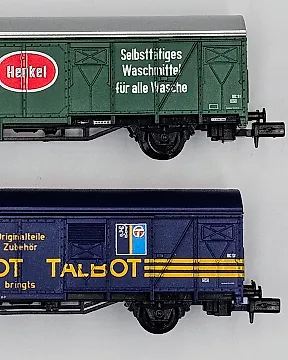 Henkel
Selbsttätiges
Waschmittel
für alle Wäsche
Originalteile
Zubehör
OT TALBOT
bringts